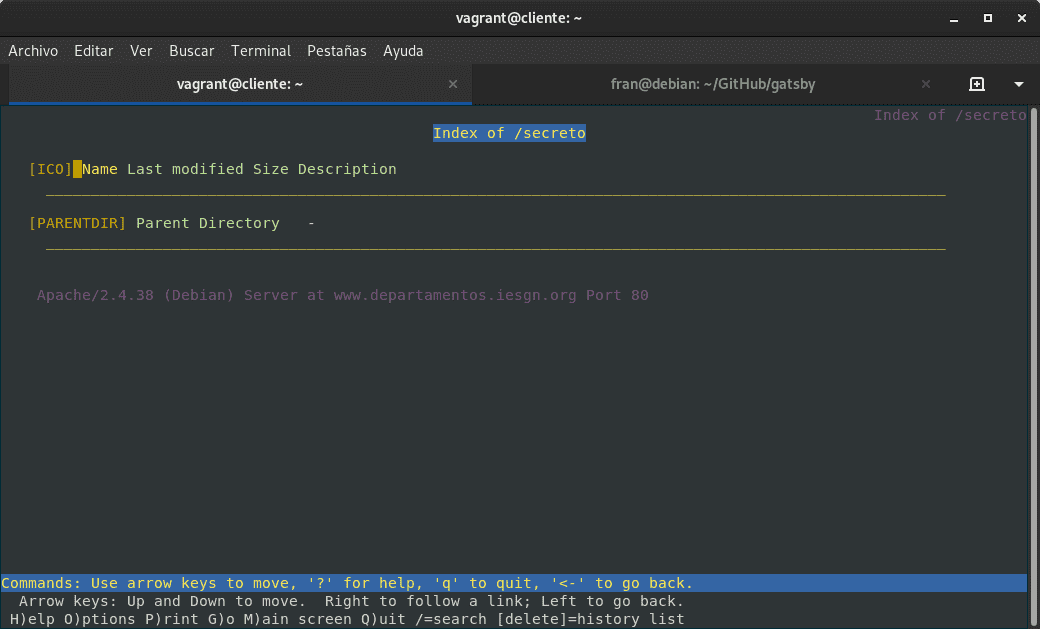 vagrant@cliente: ~
Archivo Editar Ver Buscar Terminal Pestañas Ayuda
vagrant@cliente: ~ fran@debian: ~/GitHub/gatsby
Index of /secreto
Index of /secreto
[ICO] Name Last modified Size Description
[PARENTDIR] Parent Directory -
Apache/2.4.38 (Debian) Server at www.departamentos.iesgn.org Port 80
Commands: Use arrow keys to move, '?' for help, 'q' to quit, '<-' to go back.
Arrow keys: Up and Down to move. Right to follow a link; Left to go back.
H)elp O)ptions P)rint G)o M)ain screen Q)uit /=search [delete]=history list